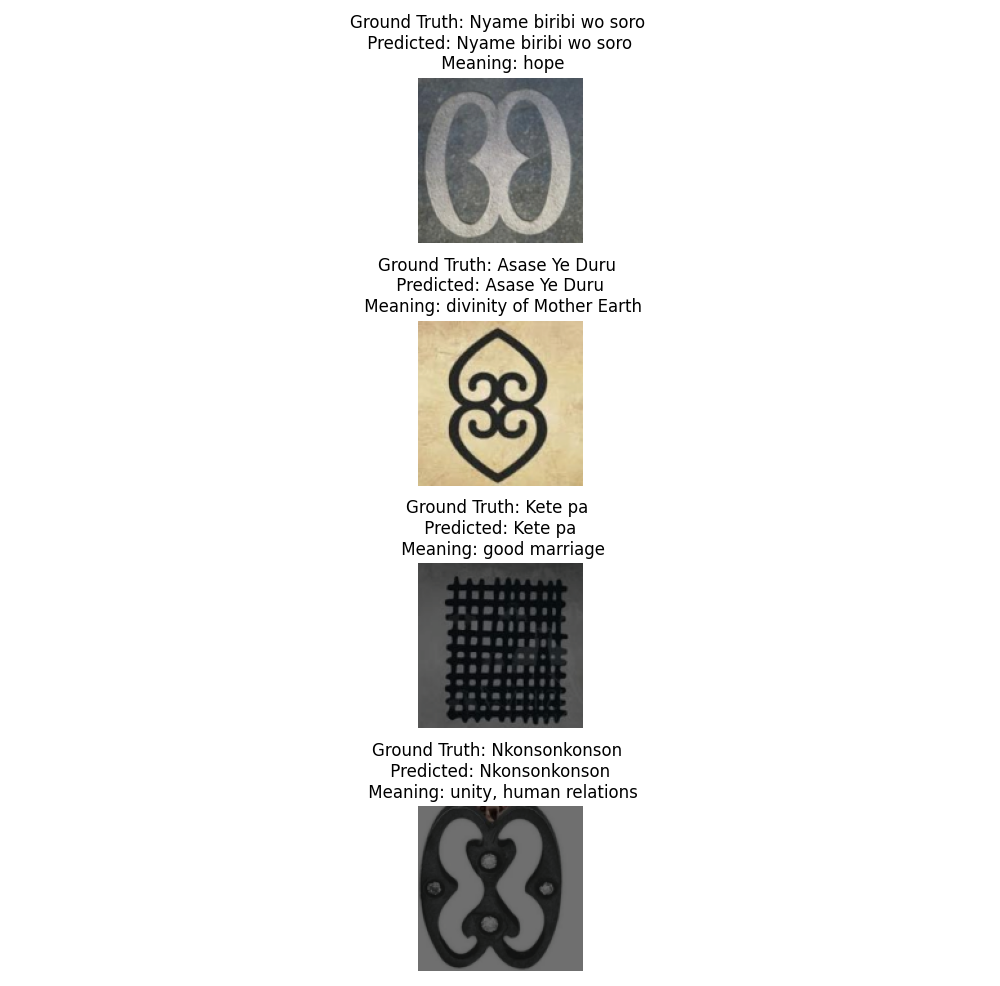 Ground Truth: Nyame biribi wo soro
Predicted: Nyame biribi wo soro
Meaning: hope
Ground Truth: Asase Ye Duru
Predicted: Asase Ye Duru
Meaning: divinity of Mother Earth
Ground Truth: Kete pa
Predicted: Kete pa
Meaning: good marriage
Ground Truth: Nkonsonkonson
Predicted: Nkonsonkonson
Meaning: unity, human relations